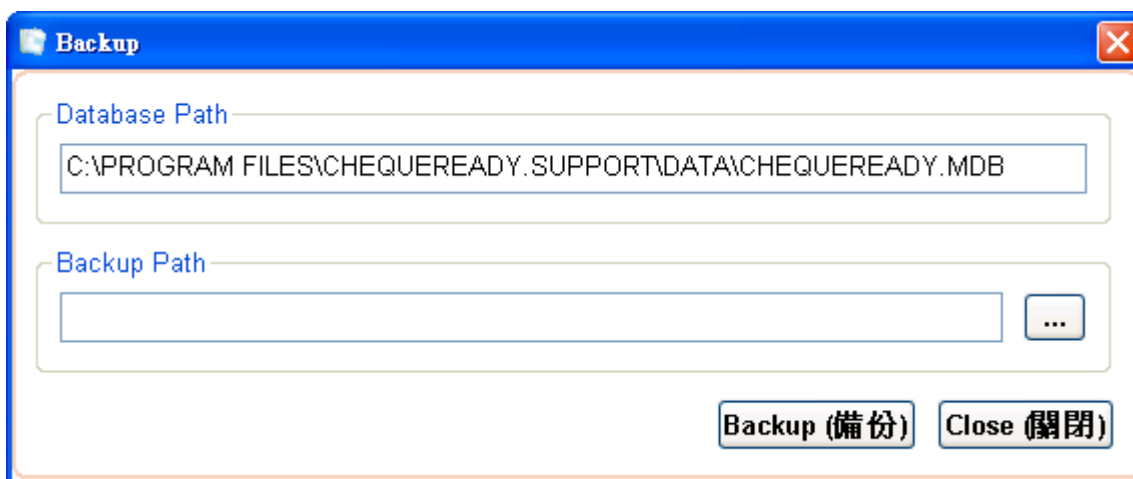 Backup
Database Path
C:\PROGRAM FILES\CHEQUEREADY.SUPPORT\DATA\CHEQUEREADY.MDB
Backup Path
...
Backup (備份) Close (關閉)